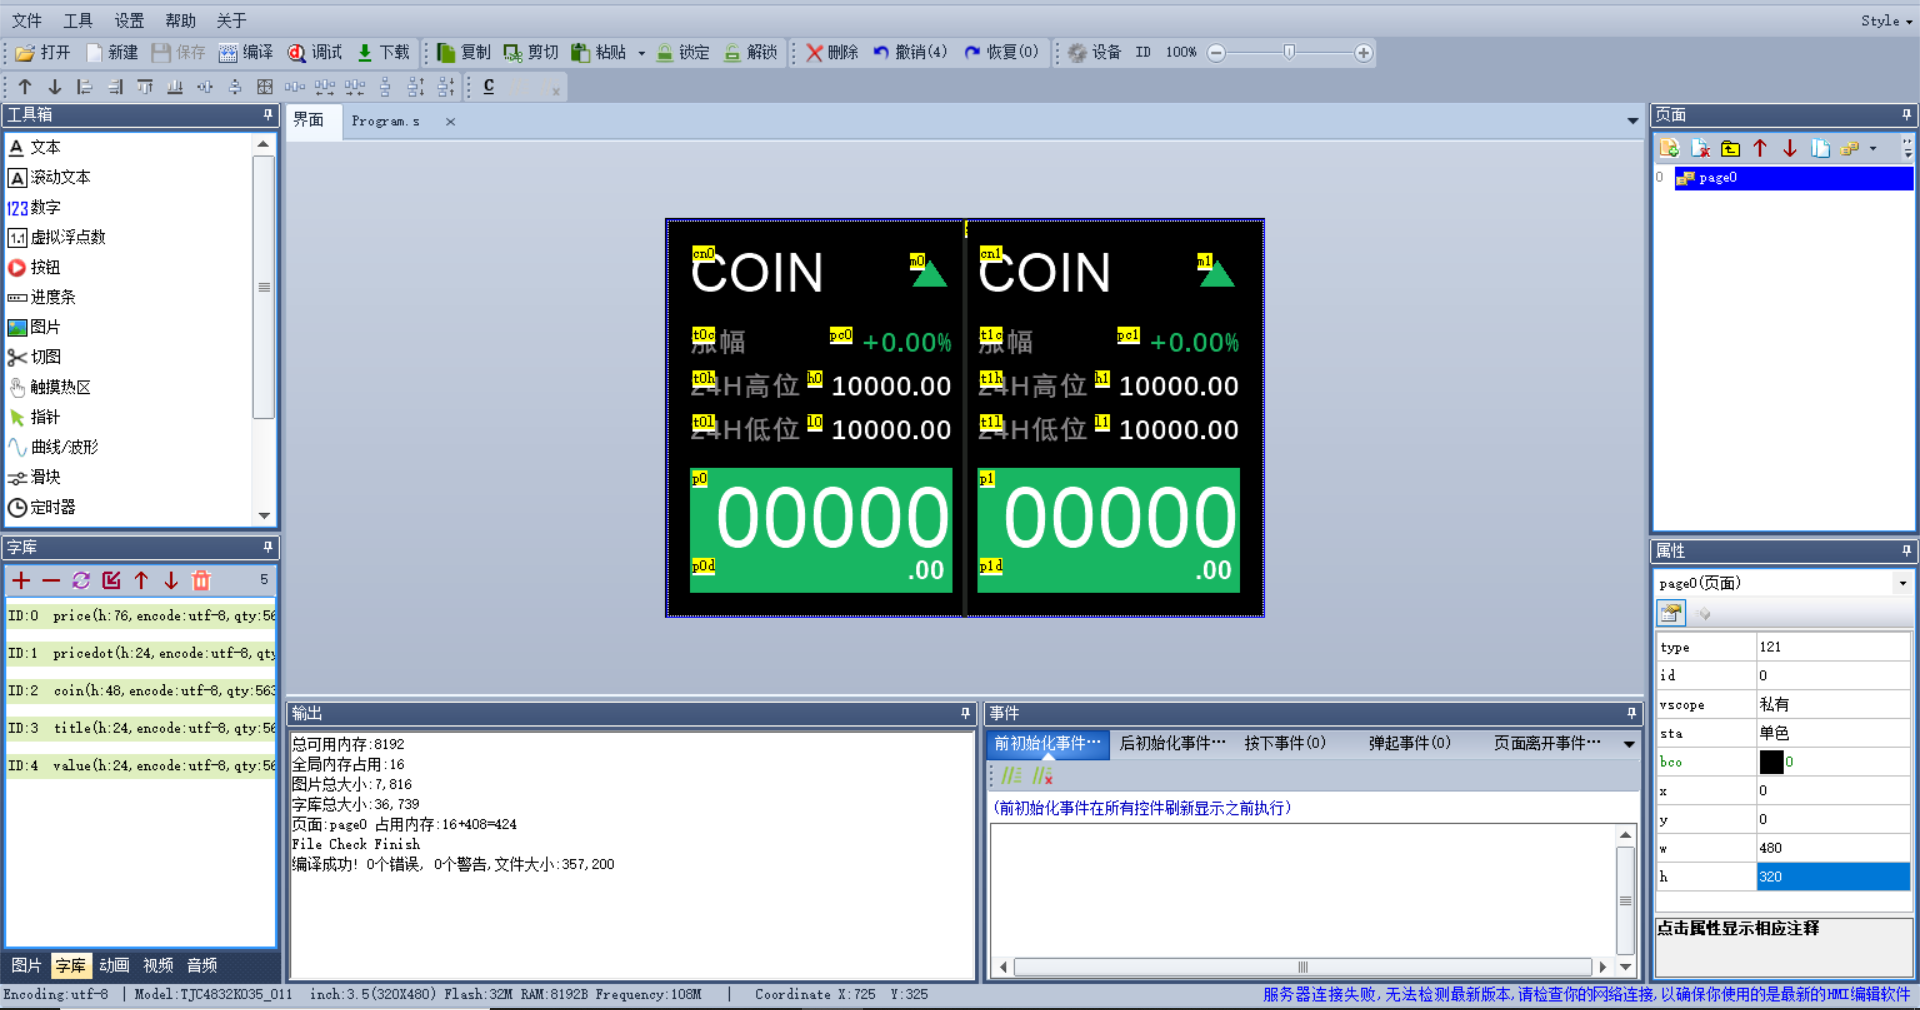 文件 工具 设置 帮助 关于 Style
打开 新建 保存 编译 调试 下载 复制 剪切 粘贴 锁定 解锁 删除 撤销(4) 恢复(0) 设备 ID 100%
工具箱
文本
滚动文本
123 数字
1.1 虚拟浮点数
按钮
进度条
图片
切图
触摸热区
指针
曲线/波形
滑块
定时器
字库
5
ID:0 price(h:76,encode:utf-8,qty:56
ID:1 pricedot(h:24,encode:utf-8,qty
ID:2 coin(h:48,encode:utf-8,qty:563
ID:3 title(h:24,encode:utf-8,qty:56
ID:4 value(h:24,encode:utf-8,qty:56
图片 字库 动画 视频 音频
界面 Program.s
cn0 COIN m0
t0c 涨幅 pc0 +0.00%
t0h 24H高位 h0 10000.00
t0l 24H低位 l0 10000.00
p0 00000
p0d .00
cn1 COIN m1
t1c 涨幅 pc1 +0.00%
t1h 24H高位 h1 10000.00
t1l 24H低位 l1 10000.00
p1 00000
p1d .00
输出
总可用内存:8192
全局内存占用:16
图片总大小:7,816
字库总大小:36,739
页面:page0 占用内存:16+408=424
File Check Finish
编译成功! 0个错误, 0个警告,文件大小:357,200
事件
前初始化事件··· 后初始化事件··· 按下事件(0) 弹起事件(0) 页面离开事件···
(前初始化事件在所有控件刷新显示之前执行)
页面
0 page0
属性
page0(页面)
type 121
id 0
vscope 私有
sta 单色
bco 0
x 0
y 0
w 480
h 320
点击属性显示相应注释
Encoding:utf-8 | Model:TJC4832K035_011 inch:3.5(320X480) Flash:32M RAM:8192B Frequency:108M | Coordinate X:725 Y:325 服务器连接失败,无法检测最新版本,请检查你的网络连接,以确保你使用的是最新的HMI编辑软件